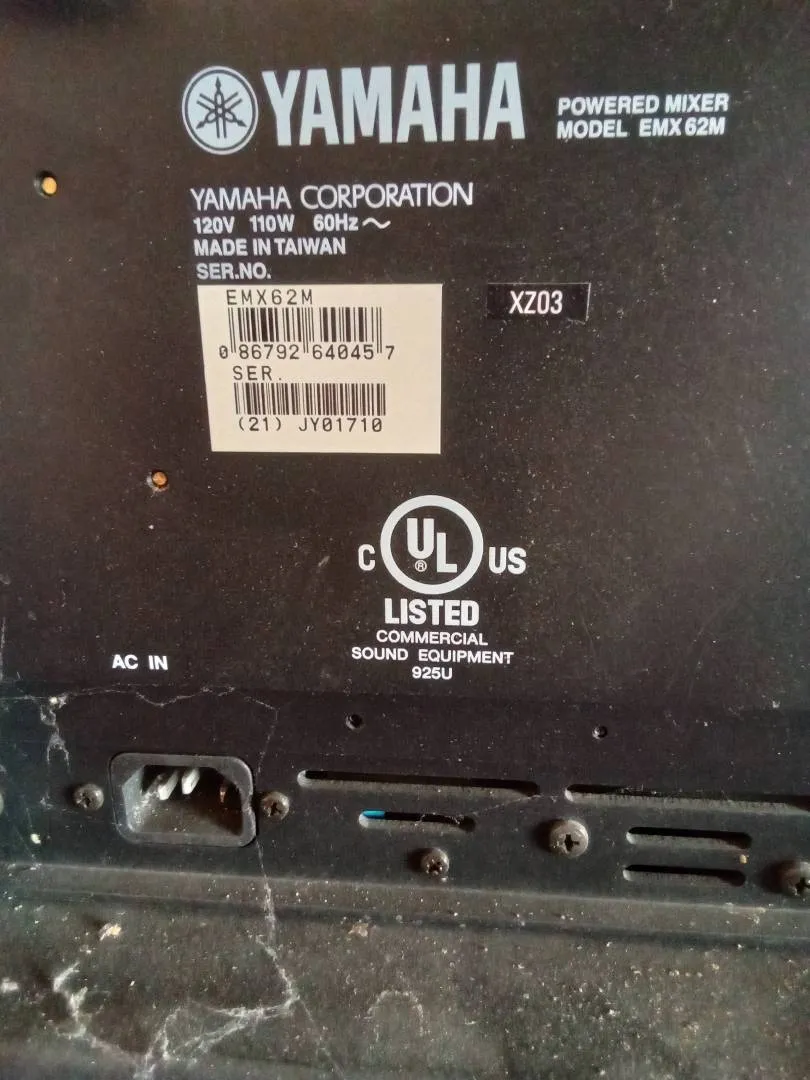 YAMAHA
POWERED MIXER
MODEL EMX 62M
YAMAHA CORPORATION
120V 110W 60Hz ~
MADE IN TAIWAN
SER.NO.
EMX62M
0 86792 64045 7
SER.
(21) JY01710
XZ03
C UL® US
LISTED
COMMERCIAL
SOUND EQUIPMENT
925U
AC IN